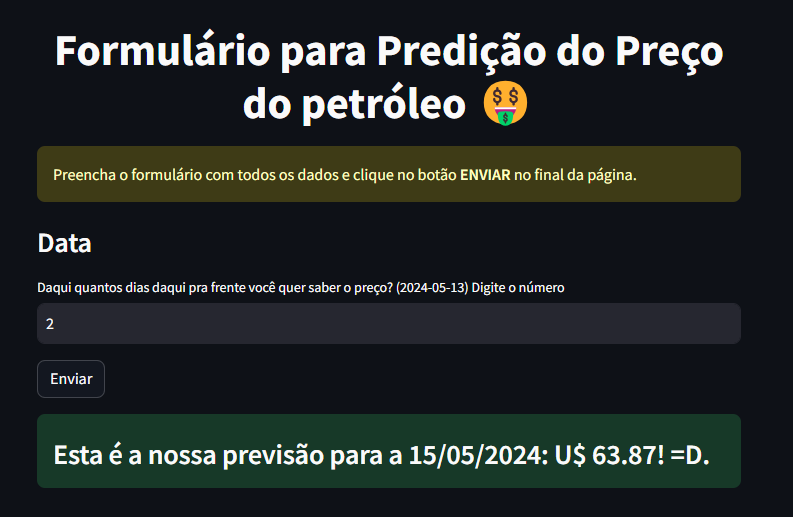 Formulário para Predição do Preço
do petróleo 🤑
Preencha o formulário com todos os dados e clique no botão ENVIAR no final da página.
Data
Daqui quantos dias daqui pra frente você quer saber o preço? (2024-05-13) Digite o número
2
Enviar
Esta é a nossa previsão para a 15/05/2024: U$ 63.87! =D.